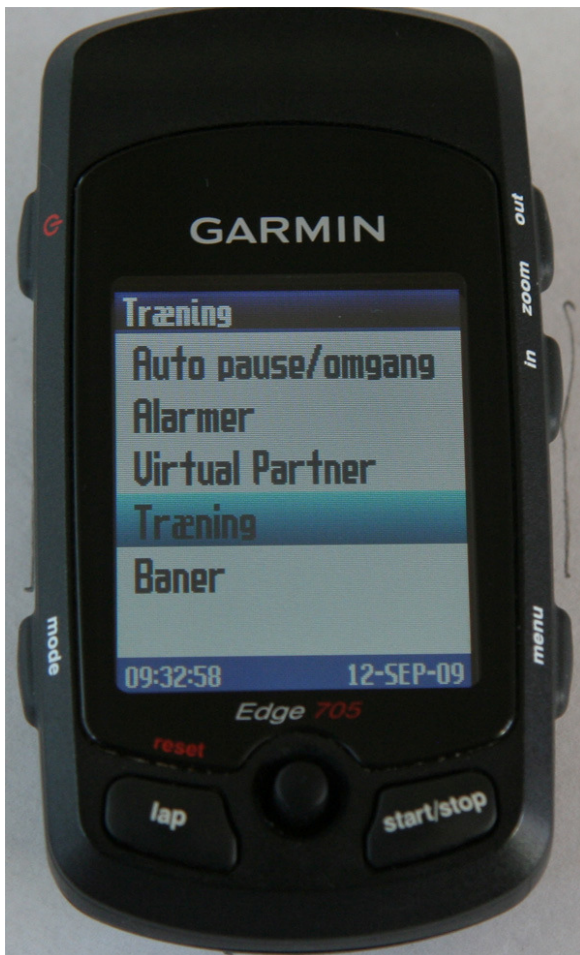 GARMIN
out
zoom
in
Træning
Auto pause/omgang
Alarmer
Virtual Partner
Træning
Baner
09:32:58 12-SEP-09
mode
menu
Edge 705
reset
lap
start/stop